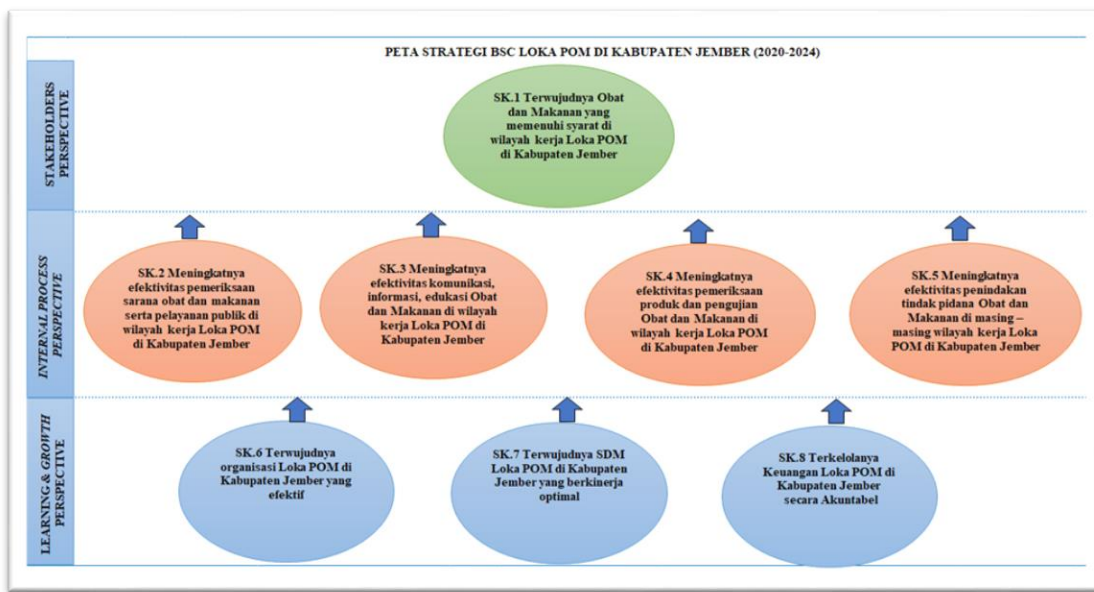 PETA STRATEGI BSC LOKA POM DI KABUPATEN JEMBER (2020-2024)
STAKEHOLDERS
PERSPECTIVE
SK.1 Terwujudnya Obat
dan Makanan yang
memenuhi syarat di
wilayah kerja Loka POM
di Kabupaten Jember
INTERNAL PROCESS
PERSPECTIVE
SK.2 Meningkatnya
efektivitas pemeriksaan
sarana obat dan makanan
serta pelayanan publik di
wilayah kerja Loka POM
di Kabupaten Jember
SK.3 Meningkatnya
efektivitas komunikasi,
informasi, edukasi Obat
dan Makanan di wilayah
kerja Loka POM di
Kabupaten Jember
SK.4 Meningkatnya
efektivitas pemeriksaan
produk dan pengujian
Obat dan Makanan di
wilayah kerja Loka POM
di Kabupaten Jember
SK.5 Meningkatnya
efektivitas penindakan
tindak pidana Obat dan
Makanan di masing –
masing wilayah kerja Loka
POM di Kabupaten Jember
LEARNING & GROWTH
PERSPECTIVE
SK.6 Terwujudnya
organisasi Loka POM di
Kabupaten Jember yang
efektif
SK.7 Terwujudnya SDM
Loka POM di Kabupaten
Jember yang berkinerja
optimal
SK.8 Terkelolanya
Keuangan Loka POM di
Kabupaten Jember
secara Akuntabel